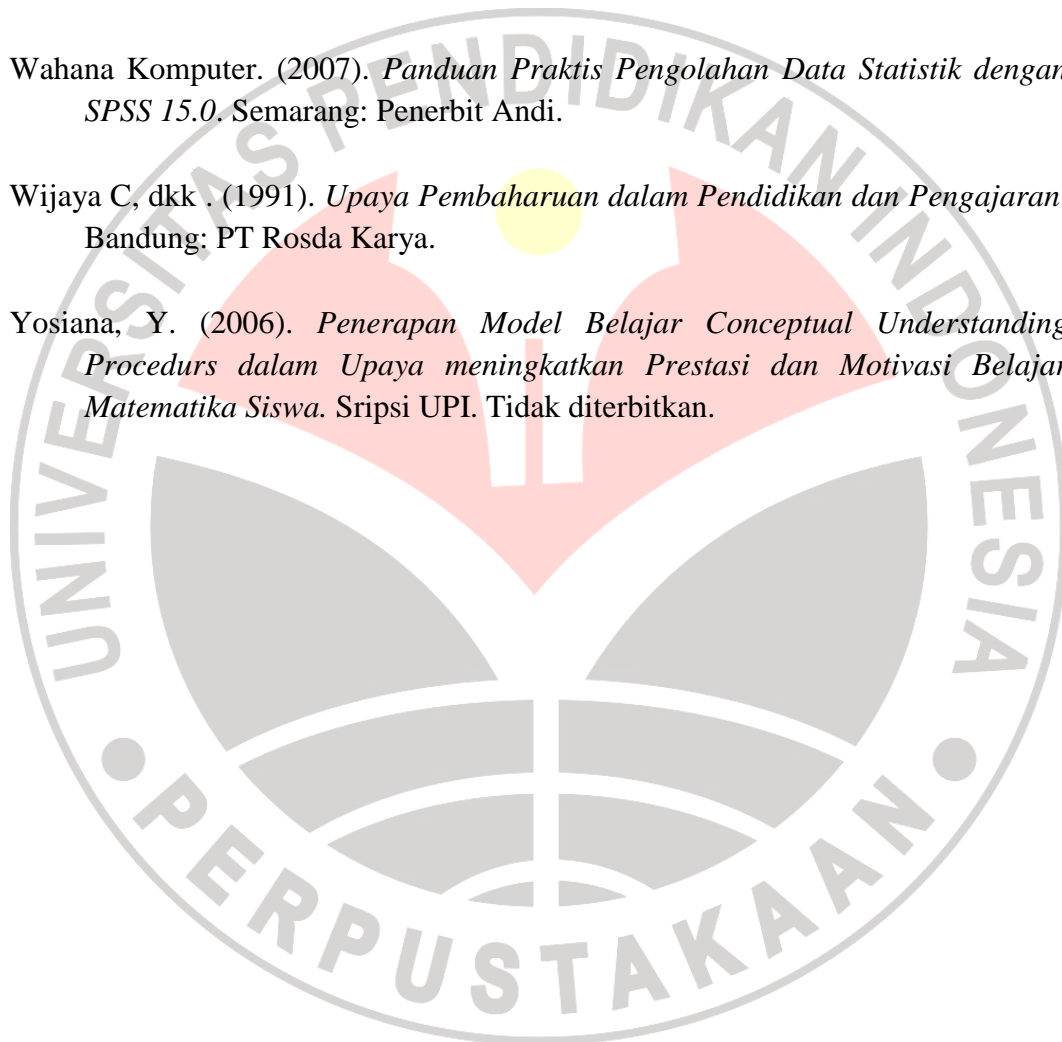 Wahana Komputer. (2007). Panduan Praktis Pengolahan Data Statistik dengan
SPSS 15.0. Semarang: Penerbit Andi.
Wijaya C, dkk . (1991). Upaya Pembaharuan dalam Pendidikan dan Pengajaran
Bandung: PT Rosda Karya.
Yosiana, Y. (2006). Penerapan Model Belajar Conceptual Understanding
Procedurs dalam Upaya meningkatkan Prestasi dan Motivasi Belajar
Matematika Siswa. Sripsi UPI. Tidak diterbitkan.
UNIVERSITAS PENDIDIKAN INDONESIA
PERPUSTAKAAN